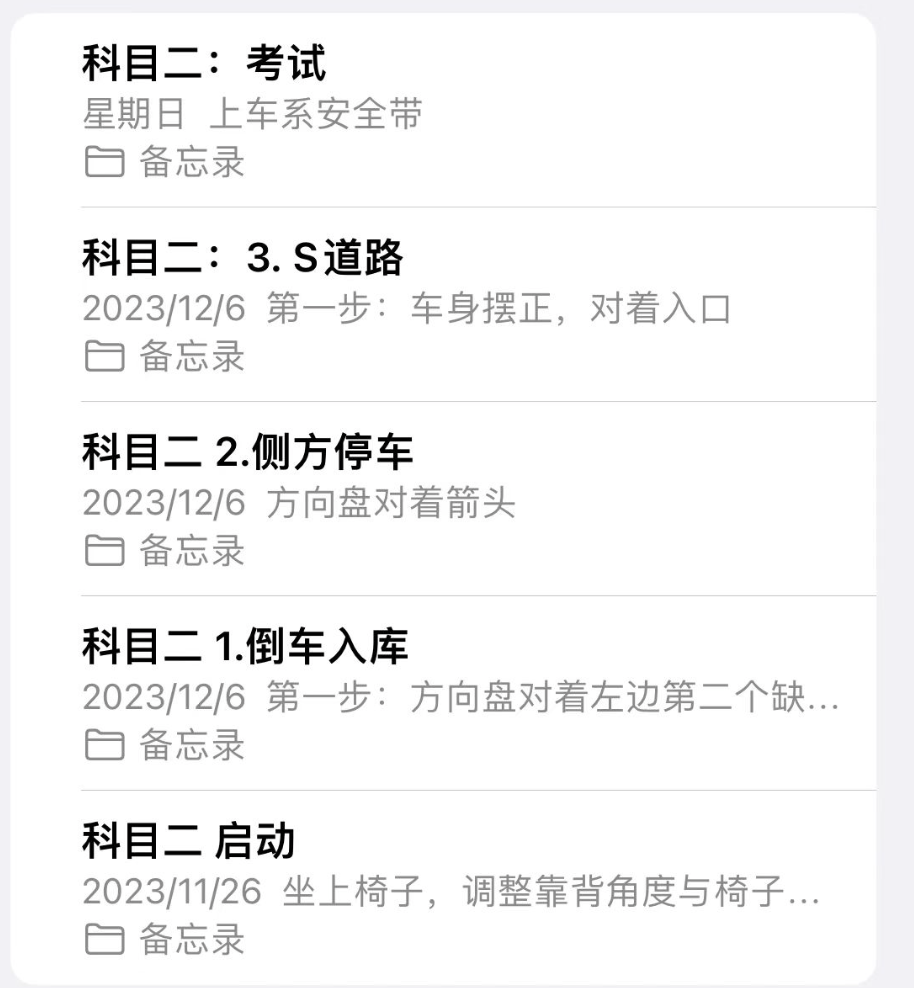 科目二：考试
星期日 上车系安全带
备忘录
科目二：3. S道路
2023/12/6 第一步：车身摆正，对着入口
备忘录
科目二 2.侧方停车
2023/12/6 方向盘对着箭头
备忘录
科目二 1.倒车入库
2023/12/6 第一步：方向盘对着左边第二个缺...
备忘录
科目二 启动
2023/11/26 坐上椅子，调整靠背角度与椅子...
备忘录